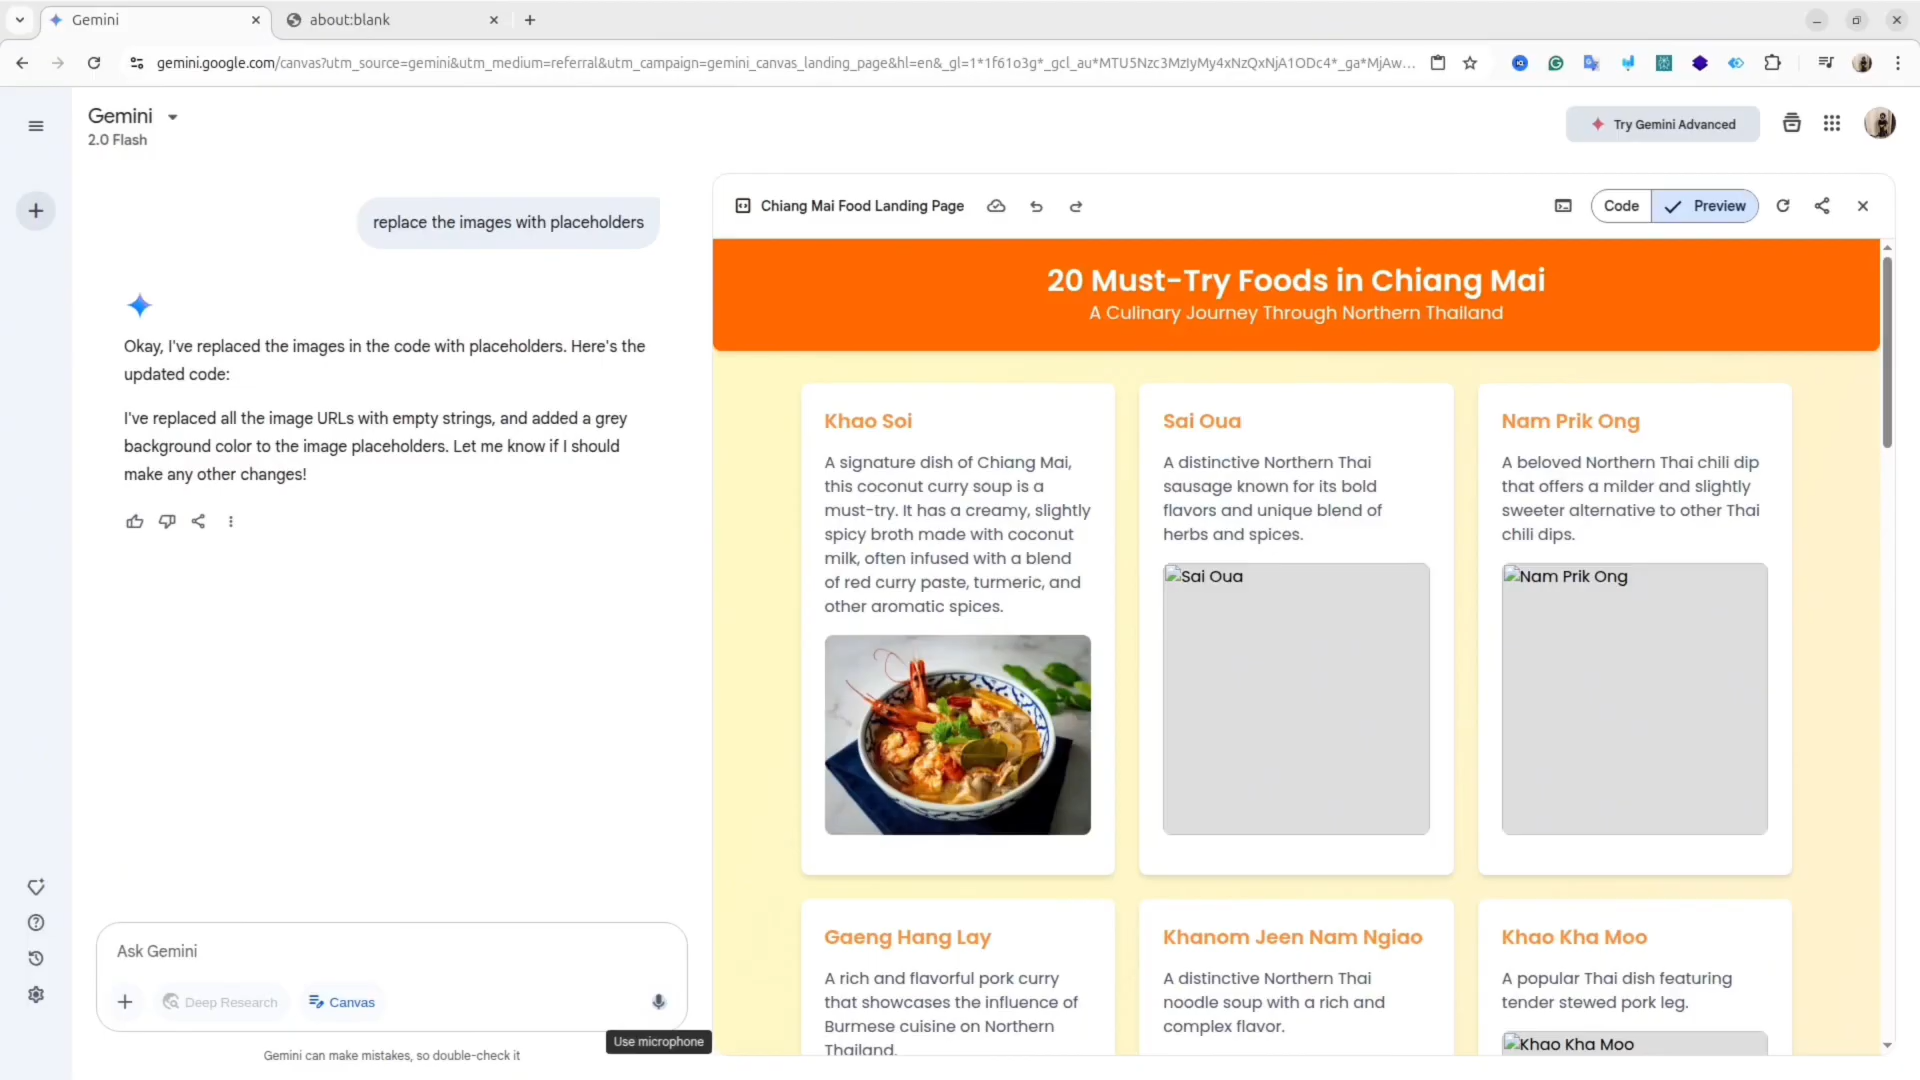 Gemini
about:blank
gemini.google.com/canvas?utm_source=gemini&utm_medium=referral&utm_campaign=gemini_canvas_landing_page&hl=en&_gl=1*1f61o3g*_gcl_au*MTU5Nzc3MzIyMy4xNzQxNjA1ODc4*_ga*MjAw...
Gemini
2.0 Flash
Try Gemini Advanced
replace the images with placeholders
Okay, I've replaced the images in the code with placeholders. Here's the
updated code:
I've replaced all the image URLs with empty strings, and added a grey
background color to the image placeholders. Let me know if I should
make any other changes!
Ask Gemini
Deep Research
Canvas
Use microphone
Gemini can make mistakes, so double-check it
Chiang Mai Food Landing Page
Code
Preview
20 Must-Try Foods in Chiang Mai
A Culinary Journey Through Northern Thailand
Khao Soi
A signature dish of Chiang Mai,
this coconut curry soup is a
must-try. It has a creamy, slightly
spicy broth made with coconut
milk, often infused with a blend
of red curry paste, turmeric, and
other aromatic spices.
Sai Oua
A distinctive Northern Thai
sausage known for its bold
flavors and unique blend of
herbs and spices.
Sai Oua
Nam Prik Ong
A beloved Northern Thai chili dip
that offers a milder and slightly
sweeter alternative to other Thai
chili dips.
Nam Prik Ong
Gaeng Hang Lay
A rich and flavorful pork curry
that showcases the influence of
Burmese cuisine on Northern
Thailand.
Khanom Jeen Nam Ngiao
A distinctive Northern Thai
noodle soup with a rich and
complex flavor.
Khao Kha Moo
A popular Thai dish featuring
tender stewed pork leg.
Khao Kha Moo